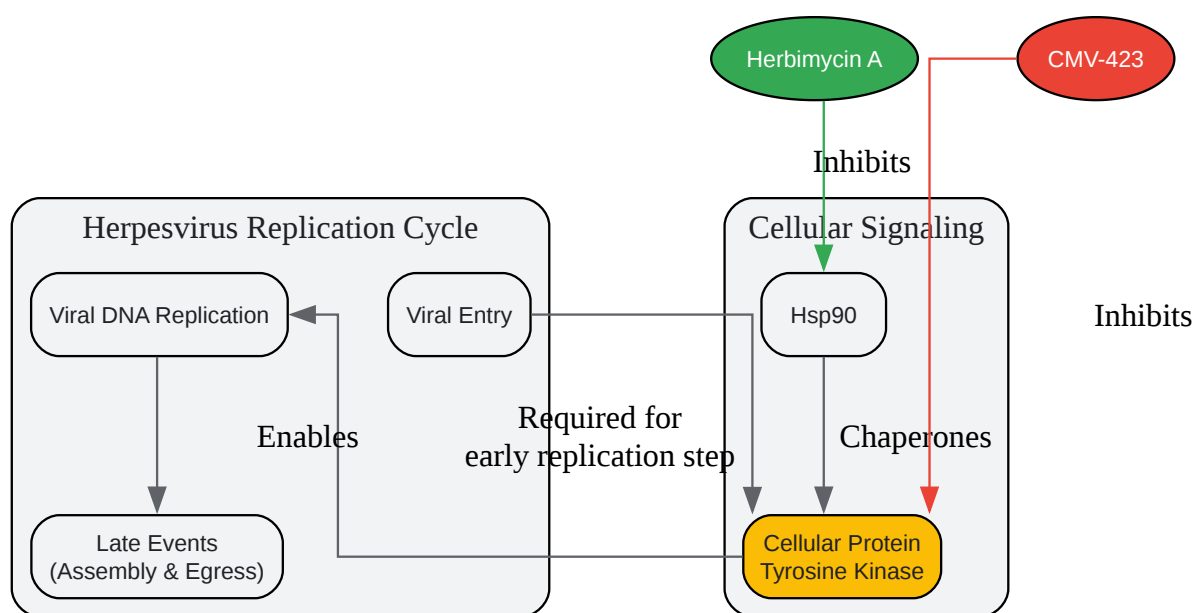 Herbimycin A
CMV-423
Inhibits
Herpesvirus Replication Cycle
Cellular Signaling
Viral DNA Replication
Viral Entry
Hsp90
Inhibits
Enables
Required for
early replication step
Chaperones
Late Events
(Assembly & Egress)
Cellular Protein
Tyrosine Kinase